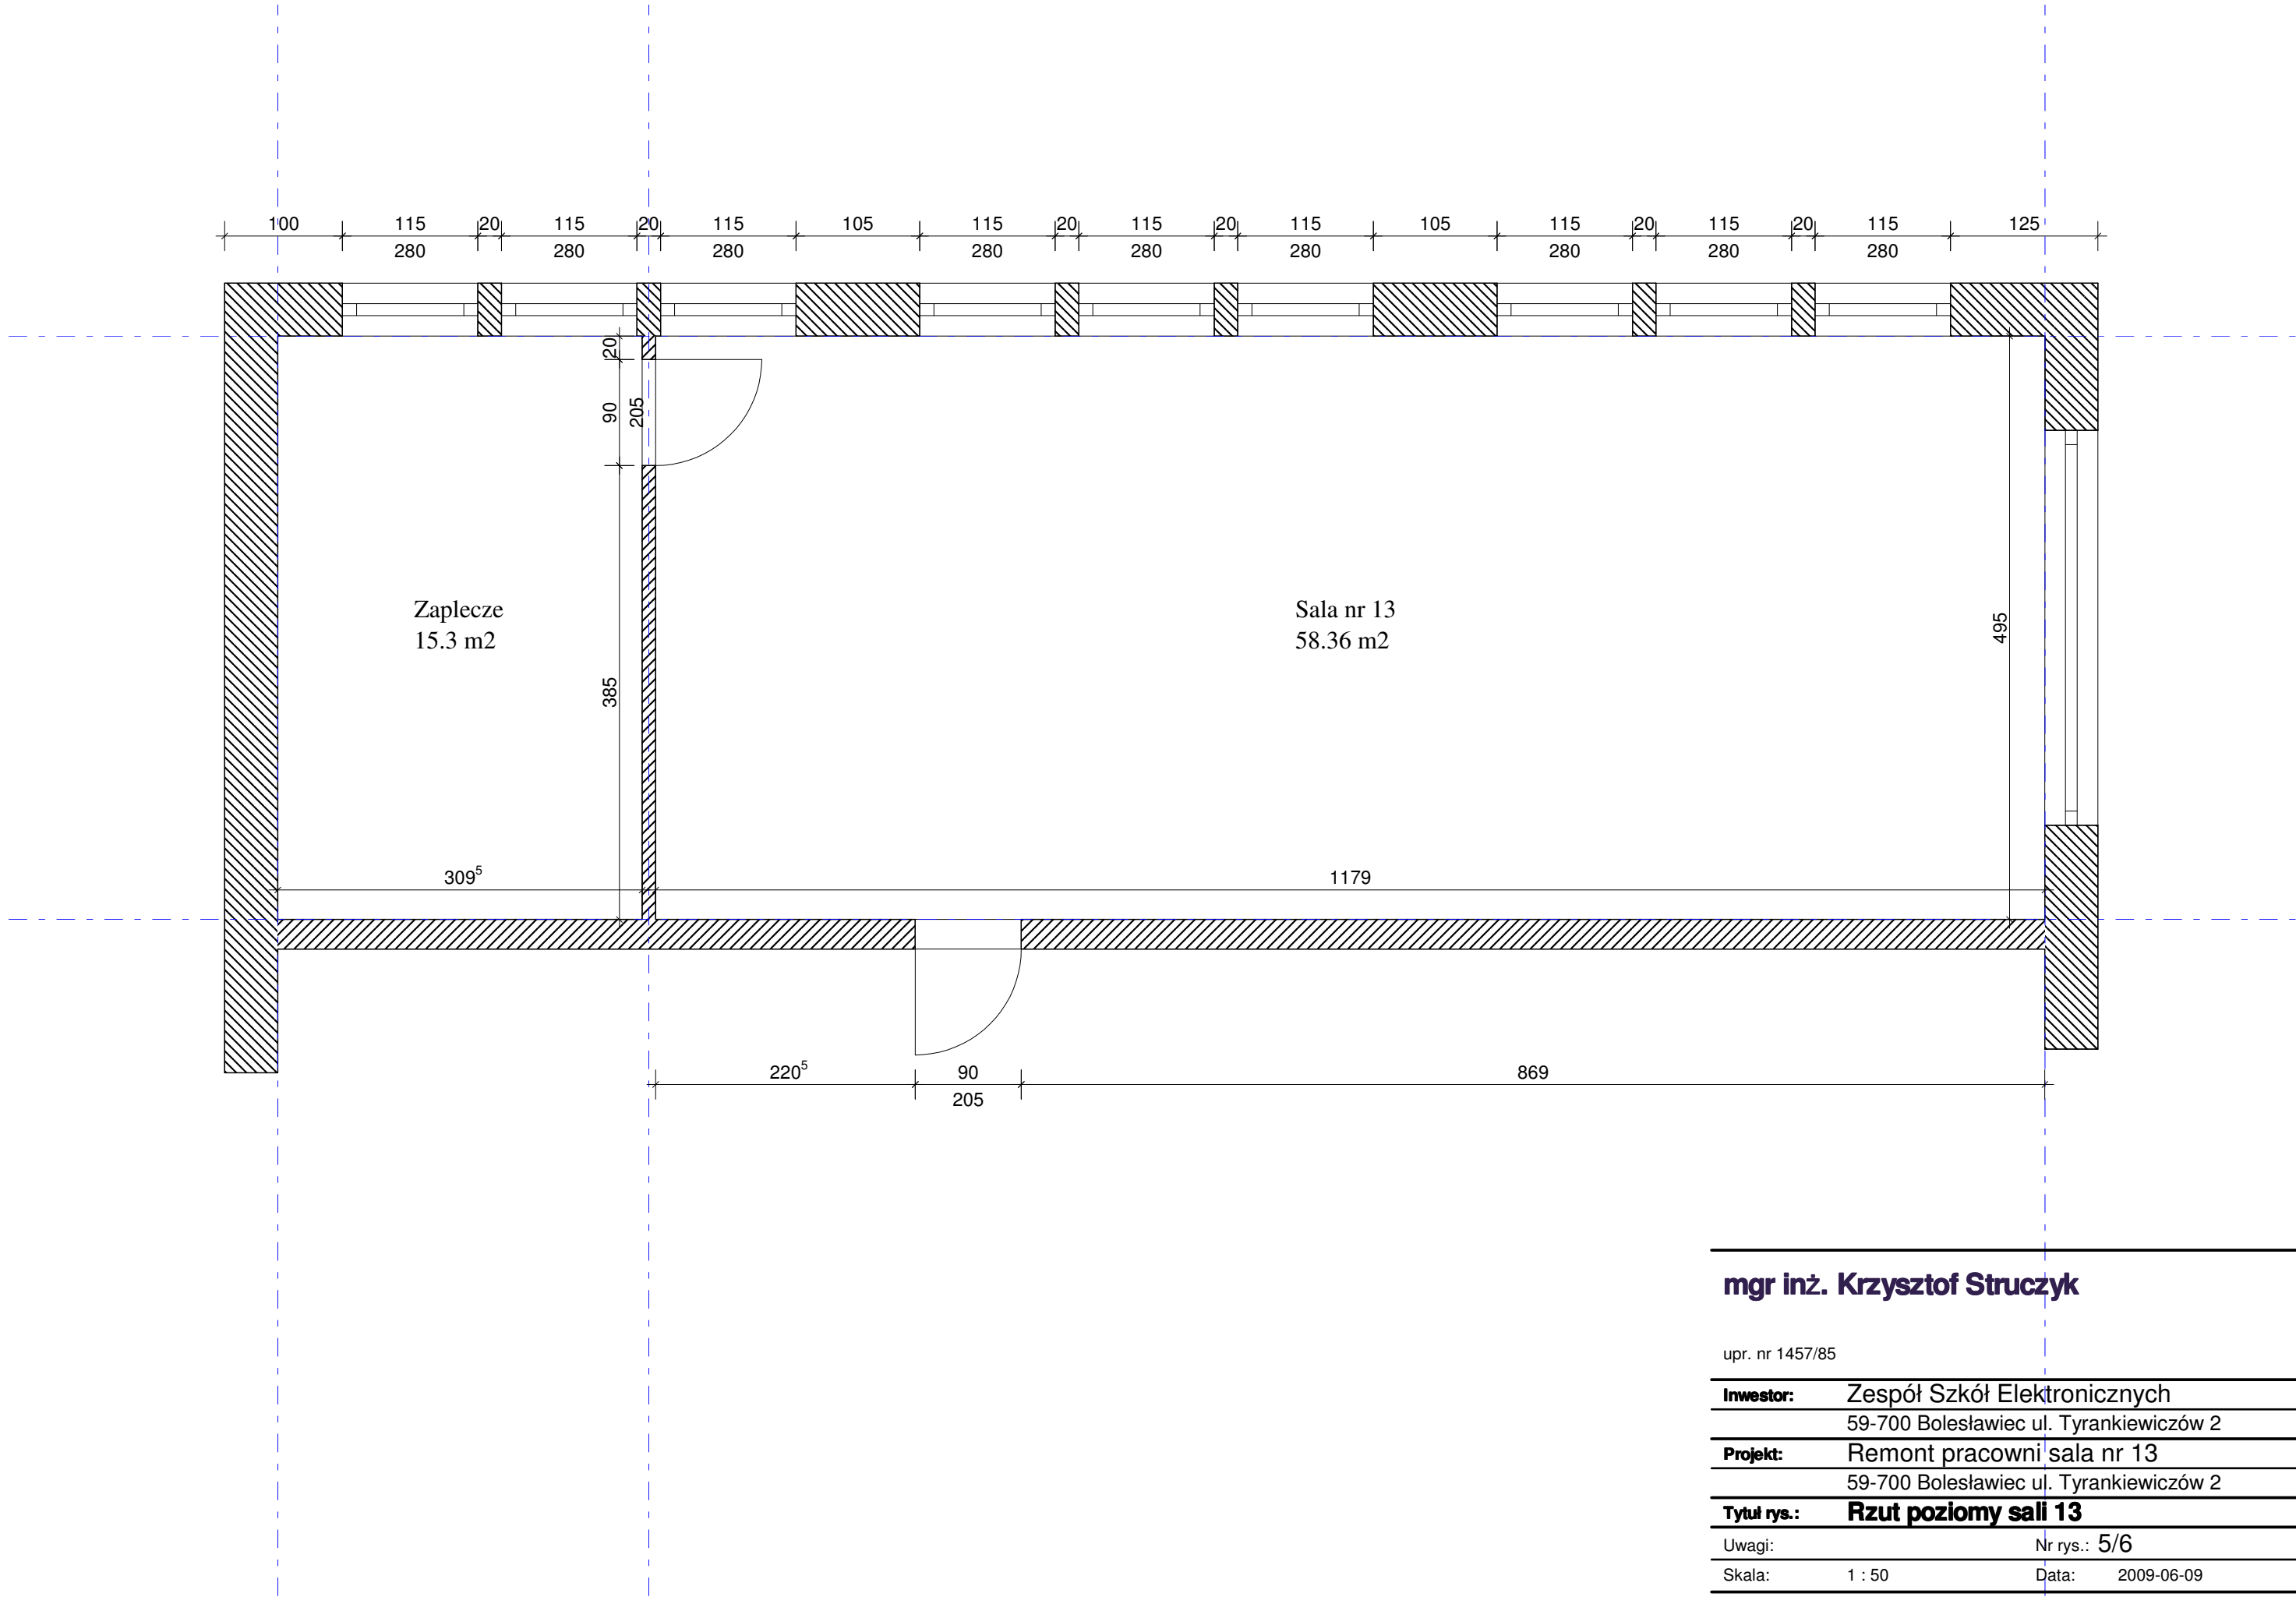 100 115 20 115 20 115 105 115 20 115 20 115 105 115 20 115 20 115 125
280 280 280 280 280 280 280 280 280
20
90 205
Zaplecze
15.3 m2
Sala nr 13
58.36 m2
495
385
309⁵ 1179
220⁵ 90 869
205
mgr inż. Krzysztof Struczyk
upr. nr 1457/85
Inwestor: Zespół Szkół Elektronicznych
59-700 Bolesławiec ul. Tyrankiewiczów 2
Projekt: Remont pracowni sala nr 13
59-700 Bolesławiec ul. Tyrankiewiczów 2
Tytuł rys.: Rzut poziomy sali 13
Uwagi: Nr rys.: 5/6
Skala: 1 : 50 Data: 2009-06-09